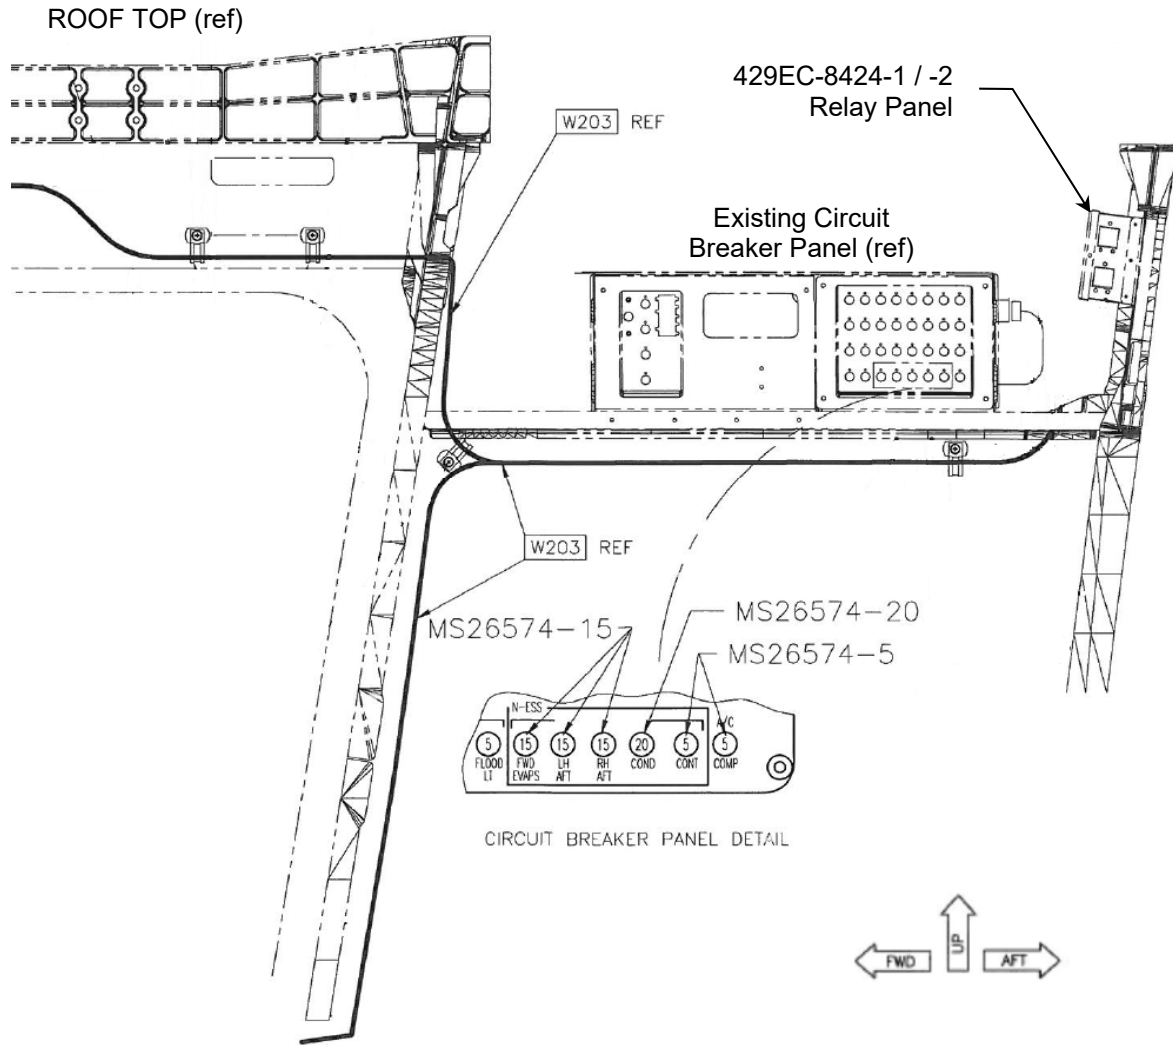 ROOF TOP (ref)
429EC-8424-1 / -2
Relay Panel
W203 REF
Existing Circuit
Breaker Panel (ref)
W203 REF
MS26574-20
MS26574-15
MS26574-5
N-ESS
A/C
5 15 15 15 20 5 5
FLOOD FWD LH RH COND CONT COMP
LT EVAPS AFT AFT
CIRCUIT BREAKER PANEL DETAIL
UP
FWD AFT